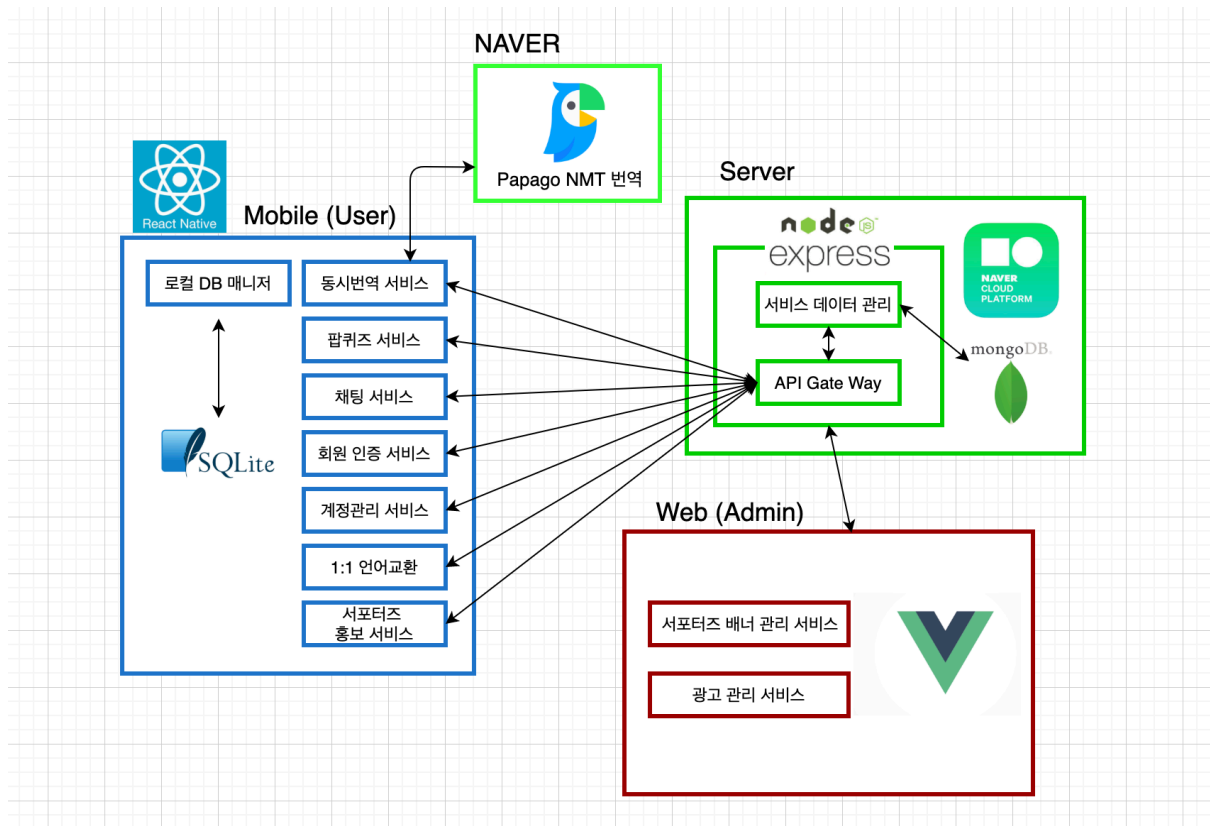 NAVER
Papago NMT 번역
React Native
Mobile (User)
로컬 DB 매니저
SQLite
동시번역 서비스
팝퀴즈 서비스
채팅 서비스
회원 인증 서비스
계정관리 서비스
1:1 언어교환
서포터즈
홍보 서비스
Server
node
JS
express
서비스 데이터 관리
API Gate Way
NAVER
CLOUD
PLATFORM
mongoDB.
Web (Admin)
서포터즈 배너 관리 서비스
광고 관리 서비스